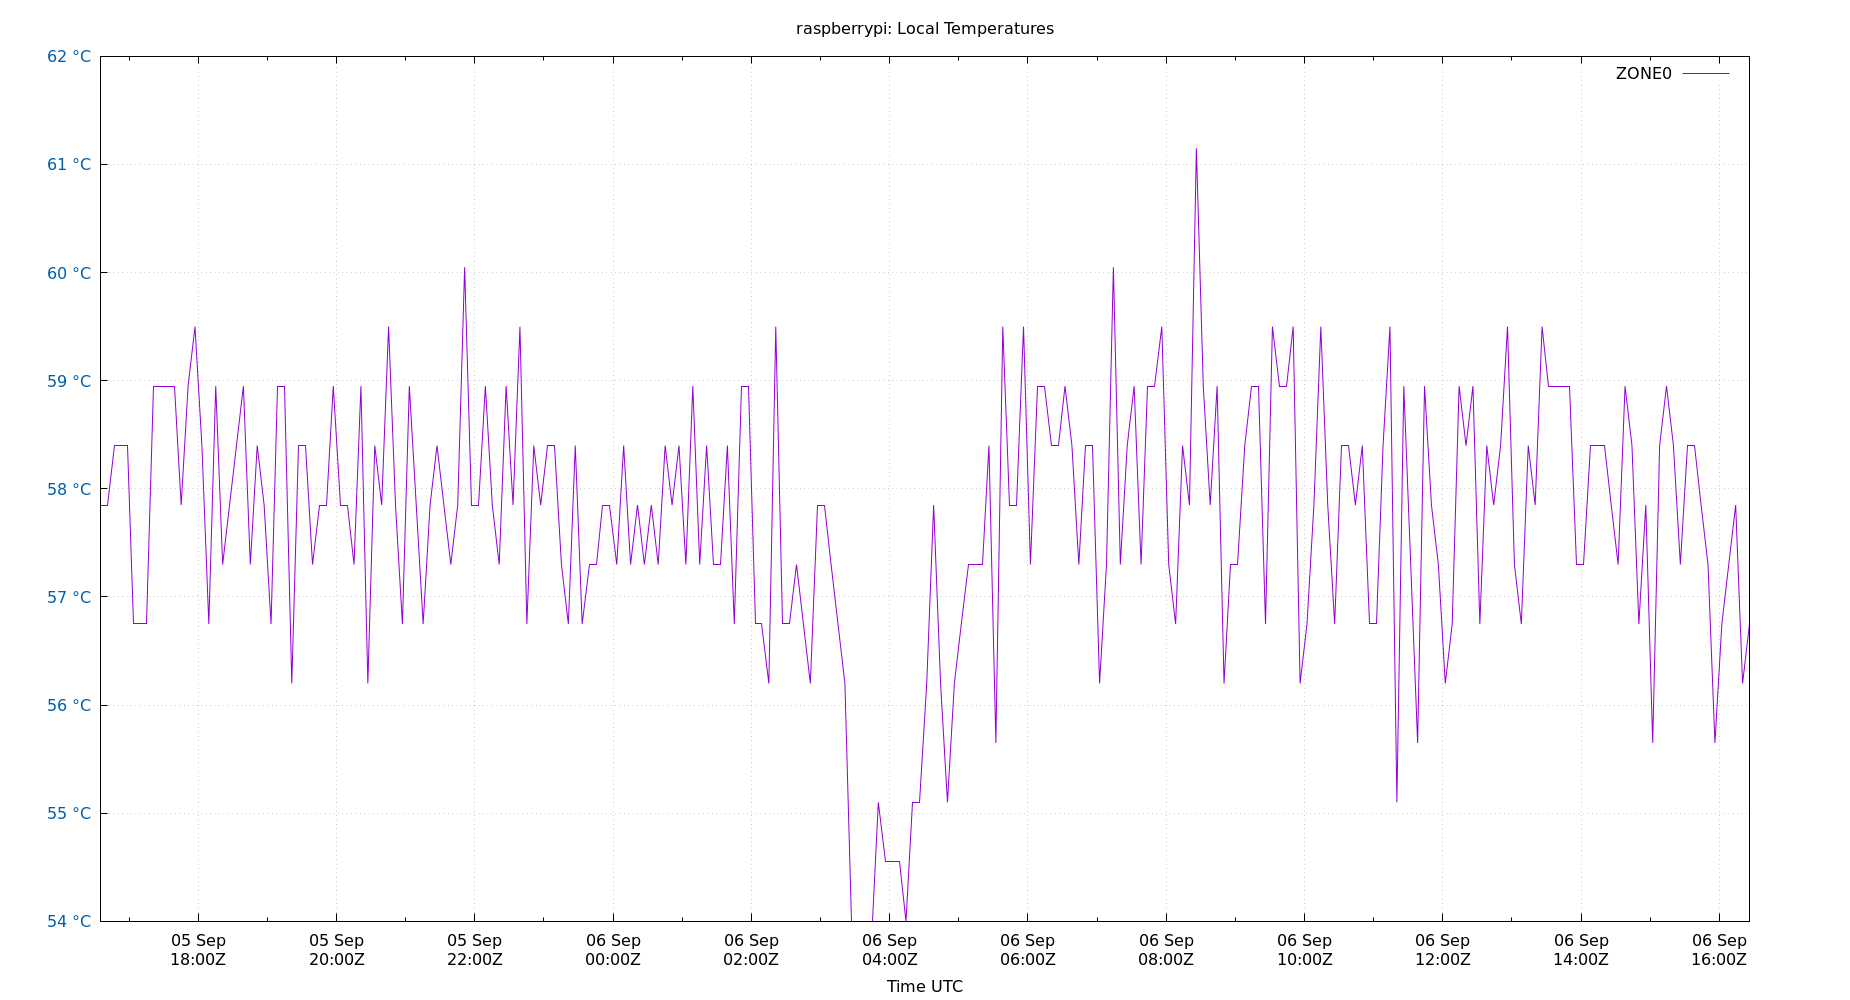 raspberrypi: Local Temperatures
ZONE0
62 °C
61 °C
60 °C
59 °C
58 °C
57 °C
56 °C
55 °C
54 °C
05 Sep 18:00Z
05 Sep 20:00Z
05 Sep 22:00Z
06 Sep 00:00Z
06 Sep 02:00Z
06 Sep 04:00Z
06 Sep 06:00Z
06 Sep 08:00Z
06 Sep 10:00Z
06 Sep 12:00Z
06 Sep 14:00Z
06 Sep 16:00Z
Time UTC